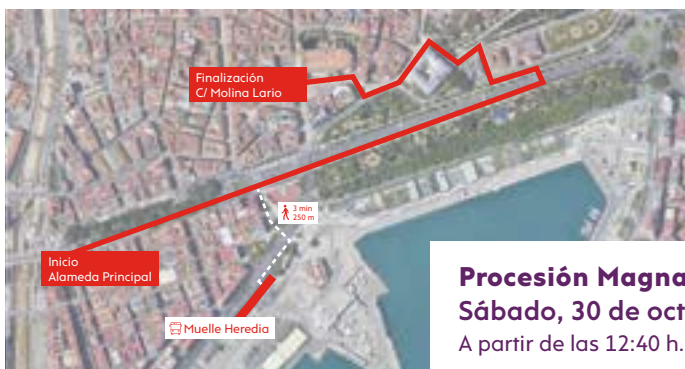 Finalización
C/ Molina Lario
3 min
250 m
Inicio
Alameda Principal
Muelle Heredia
Procesión Magna
Sábado, 30 de oct
A partir de las 12:40 h.